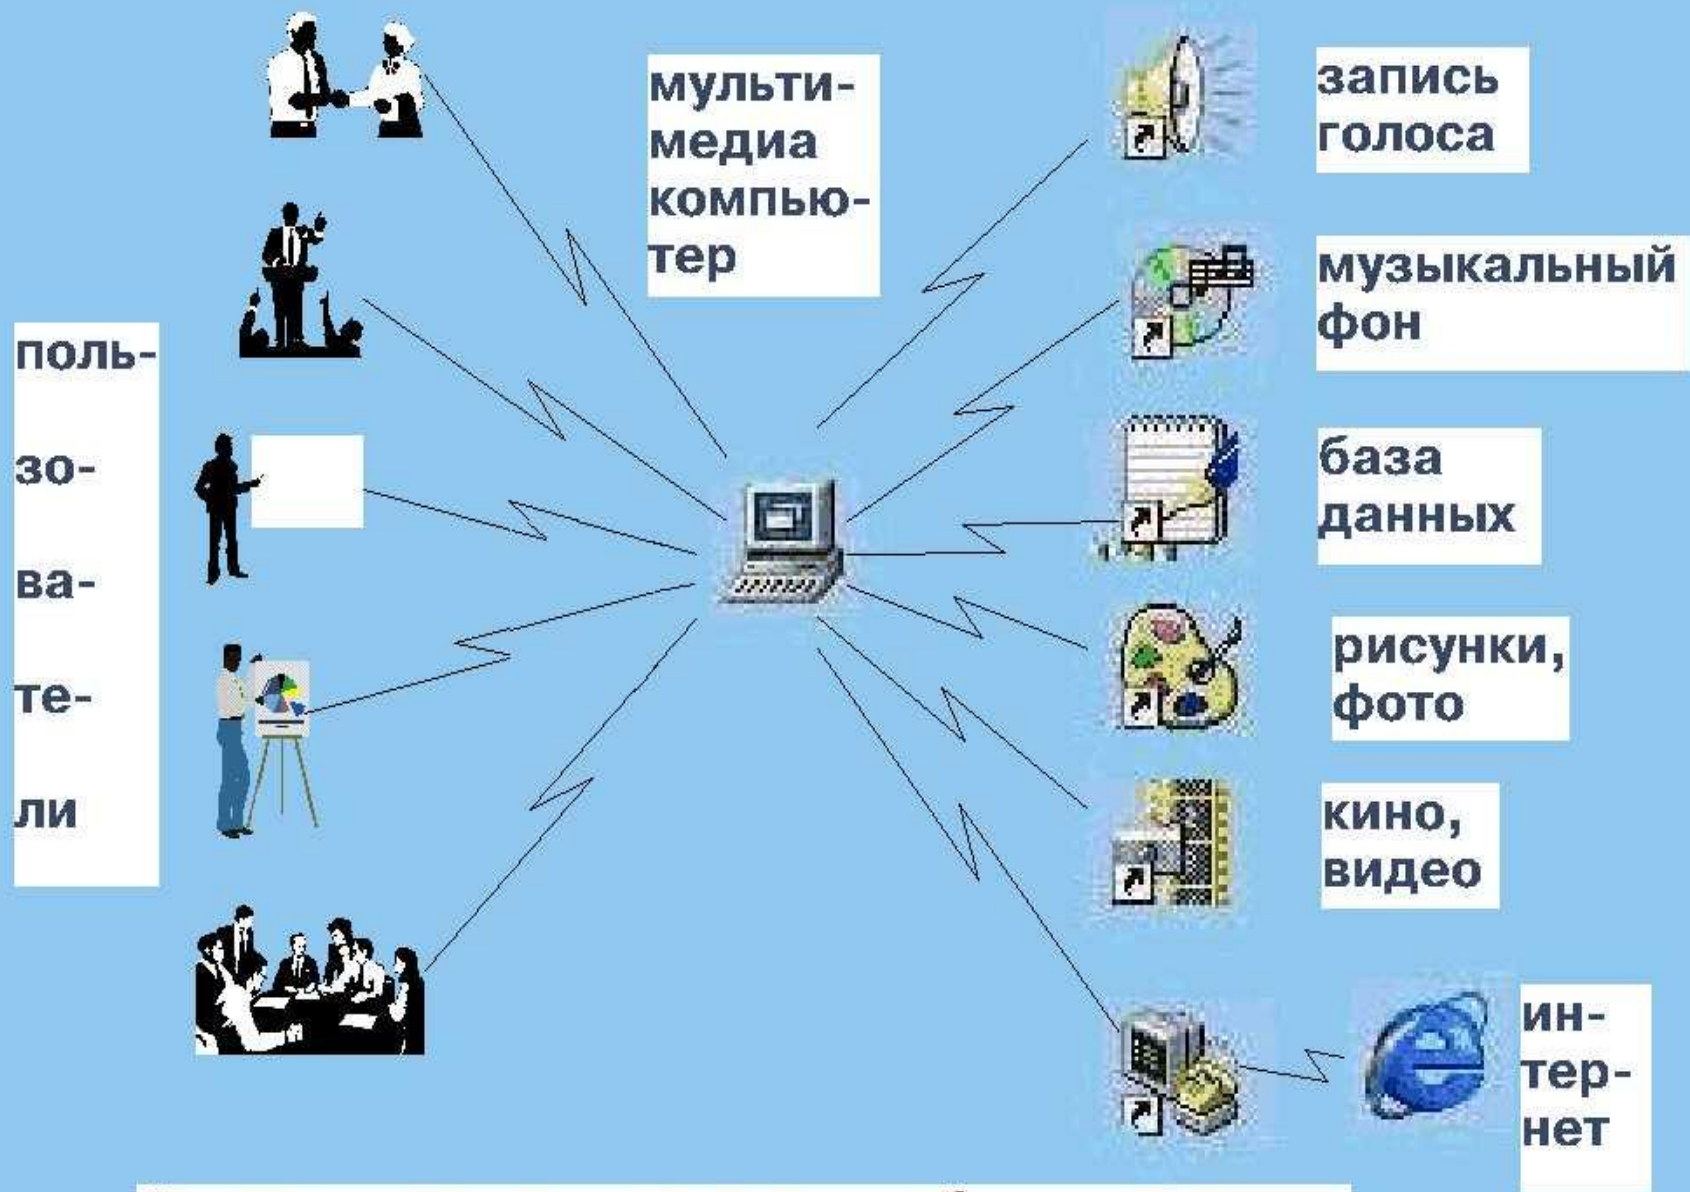 мульти-
медиа
компью-
тер
поль-
зо-
ва-
те-
ли
запись
голоса
музыкальный
фон
база
данных
рисунки,
фото
кино,
видео
ин-
тер-
нет